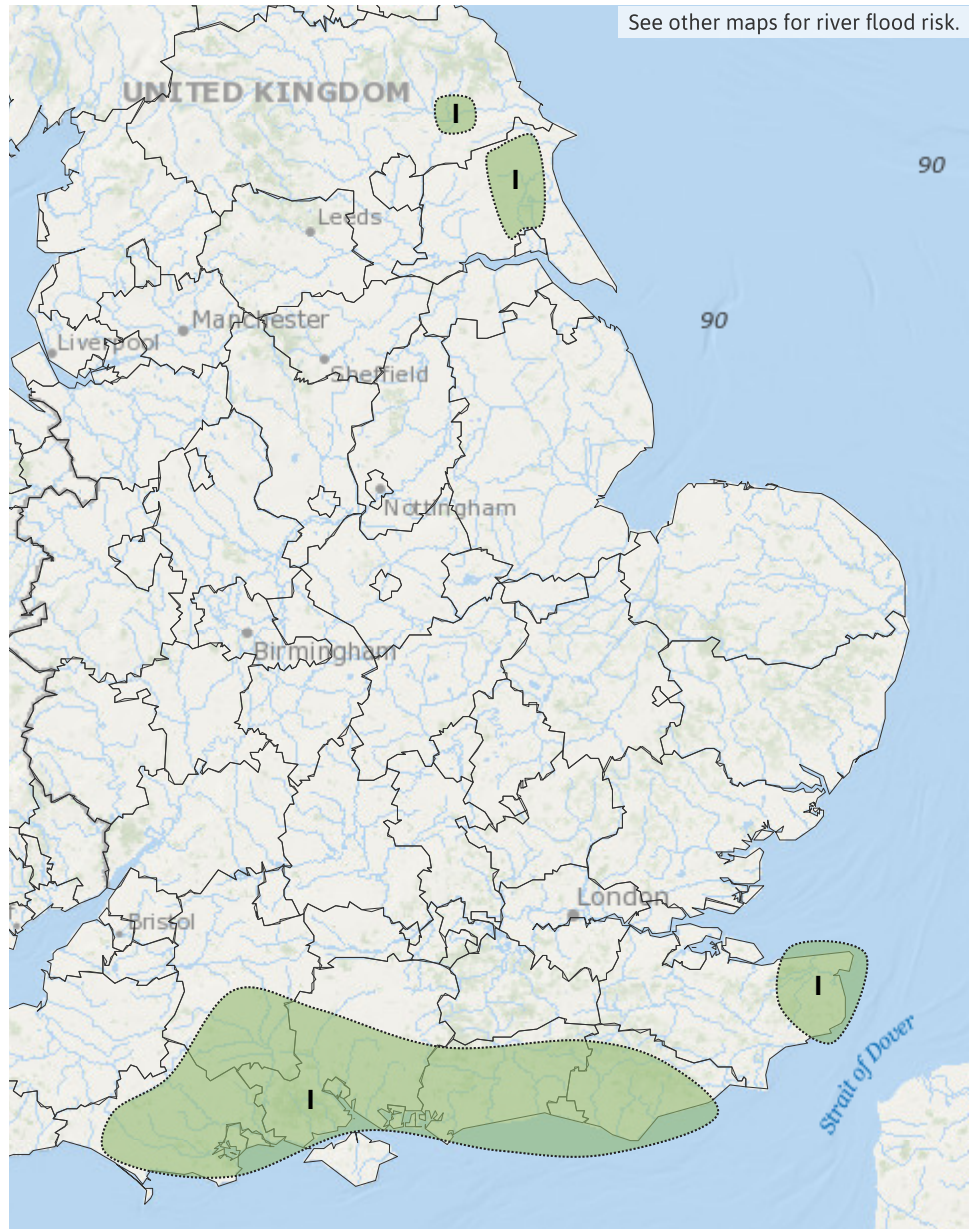 See other maps for river flood risk.
UNITED KINGDOM
I
90
I
Leeds
90
Manchester
Liverpool
Sheffield
Nottingham
Birmingham
London
Bristol
I
Strait of Dover
I